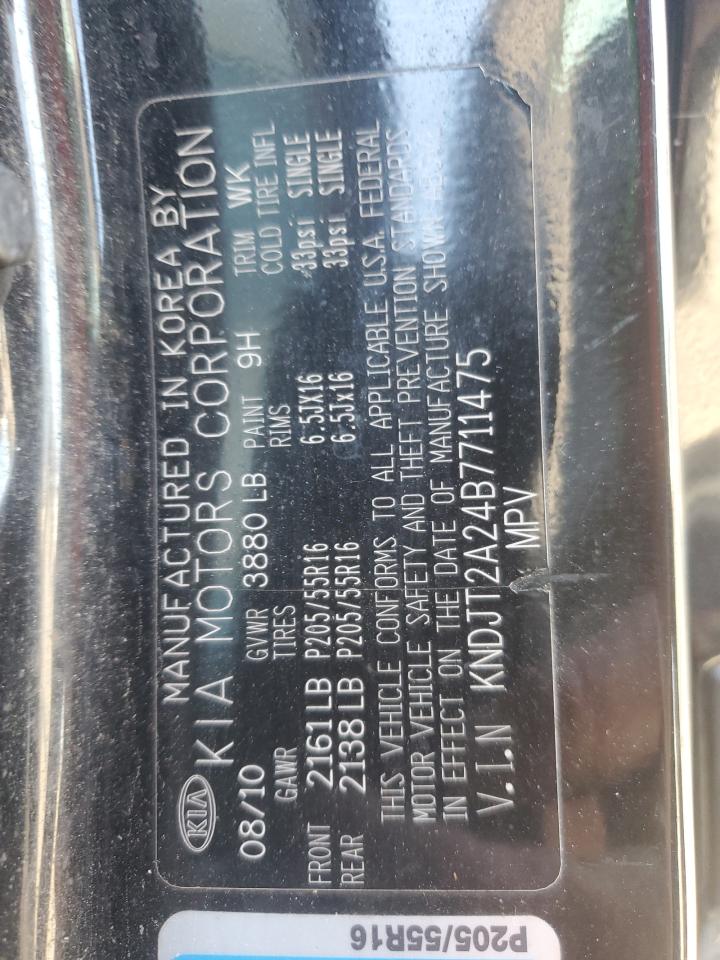 MANUFACTURED IN KOREA BY
KIA KIA MOTORS CORPORATION
08/10 GVWR 3880 LB PAINT 9H TRIM WK
GAWR TIRES RIMS COLD TIRE INFL
FRONT 2161 LB P205/55R16 6.5JX16 33psi SINGLE
REAR 2138 LB P205/55R16 6.5Jx16 33psi SINGLE
THIS VEHICLE CONFORMS TO ALL APPLICABLE U.S.A. FEDERAL
MOTOR VEHICLE SAFETY AND THEFT PREVENTION STANDARDS
IN EFFECT ON THE DATE OF MANUFACTURE SHOWN
V.I.N KNDJT2A24B7711475
MPV
P205/55R16